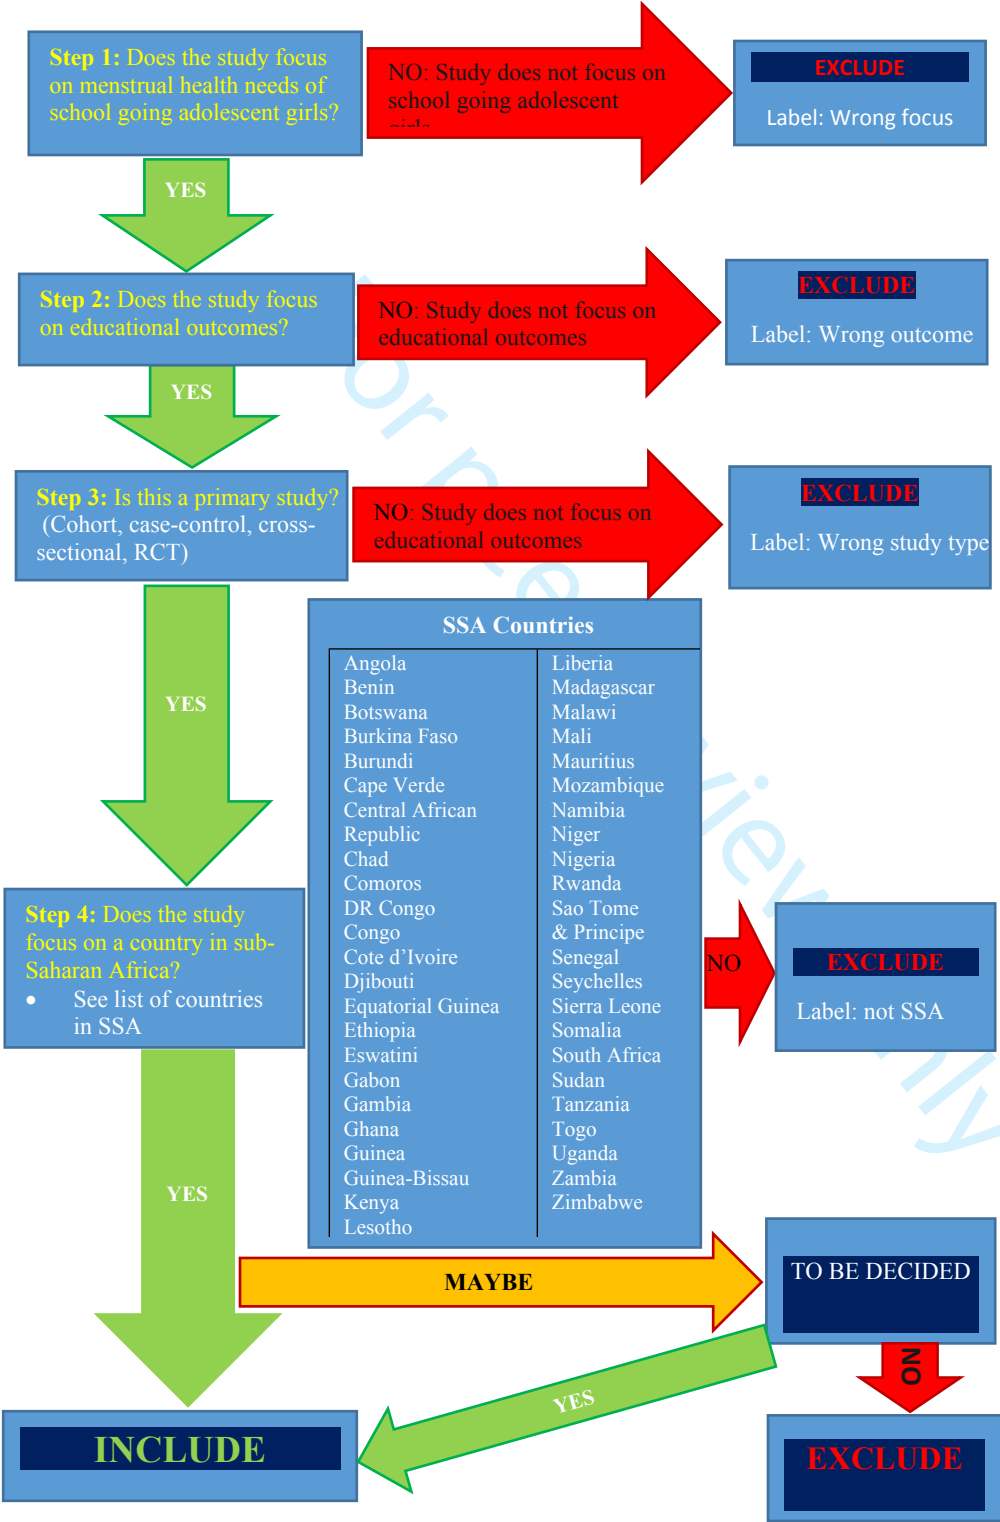 Step 1: Does the study focus
on menstrual health needs of
school going adolescent girls?
NO: Study does not focus on
school going adolescent
girls
EXCLUDE
Label: Wrong focus
YES
Step 2: Does the study focus
on educational outcomes?
NO: Study does not focus on
educational outcomes
EXCLUDE
Label: Wrong outcome
YES
Step 3: Is this a primary study?
(Cohort, case-control, cross-
sectional, RCT)
NO: Study does not focus on
educational outcomes
EXCLUDE
Label: Wrong study type
YES
SSA Countries
Angola
Benin
Botswana
Burkina Faso
Burundi
Cape Verde
Central African
Republic
Chad
Comoros
DR Congo
Congo
Cote d’Ivoire
Djibouti
Equatorial Guinea
Ethiopia
Eswatini
Gabon
Gambia
Ghana
Guinea
Guinea-Bissau
Kenya
Lesotho
Liberia
Madagascar
Malawi
Mali
Mauritius
Mozambique
Namibia
Niger
Nigeria
Rwanda
Sao Tome
& Principe
Senegal
Seychelles
Sierra Leone
Somalia
South Africa
Sudan
Tanzania
Togo
Uganda
Zambia
Zimbabwe
Step 4: Does the study
focus on a country in sub-
Saharan Africa?
• See list of countries
in SSA
NO
EXCLUDE
Label: not SSA
YES
MAYBE
TO BE DECIDED
YES
NO
INCLUDE
EXCLUDE